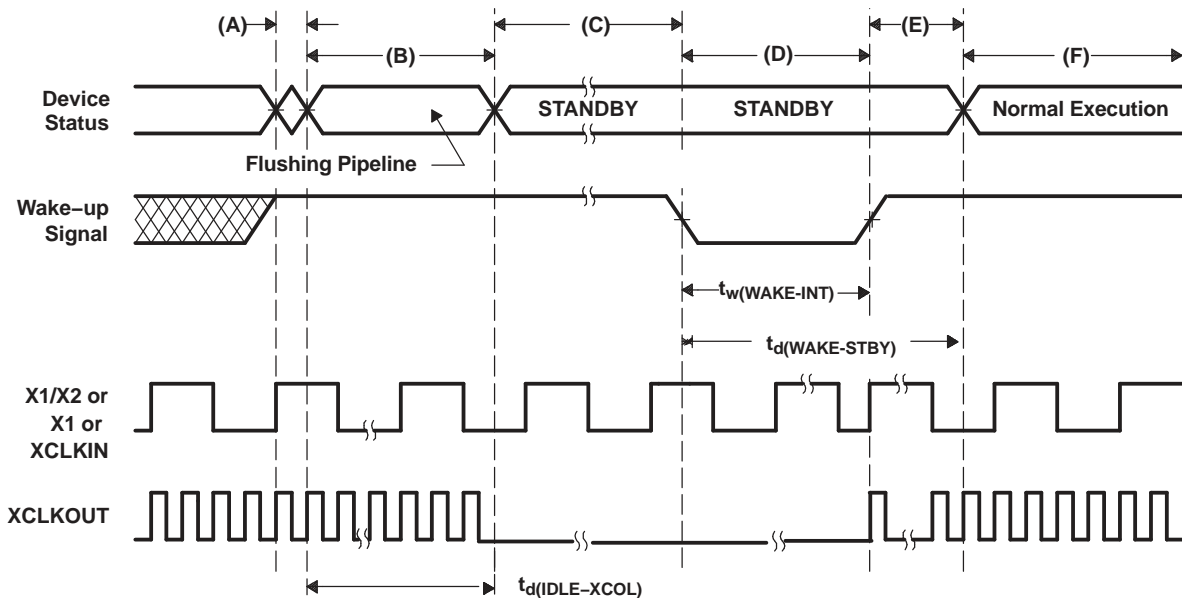 (A)
(B)
(C)
(D)
(E)
(F)
Device
Status
STANDBY
STANDBY
Normal Execution
Flushing Pipeline
Wake−up
Signal
tw(WAKE-INT)
td(WAKE-STBY)
X1/X2 or
X1 or
XCLKIN
XCLKOUT
td(IDLE−XCOL)